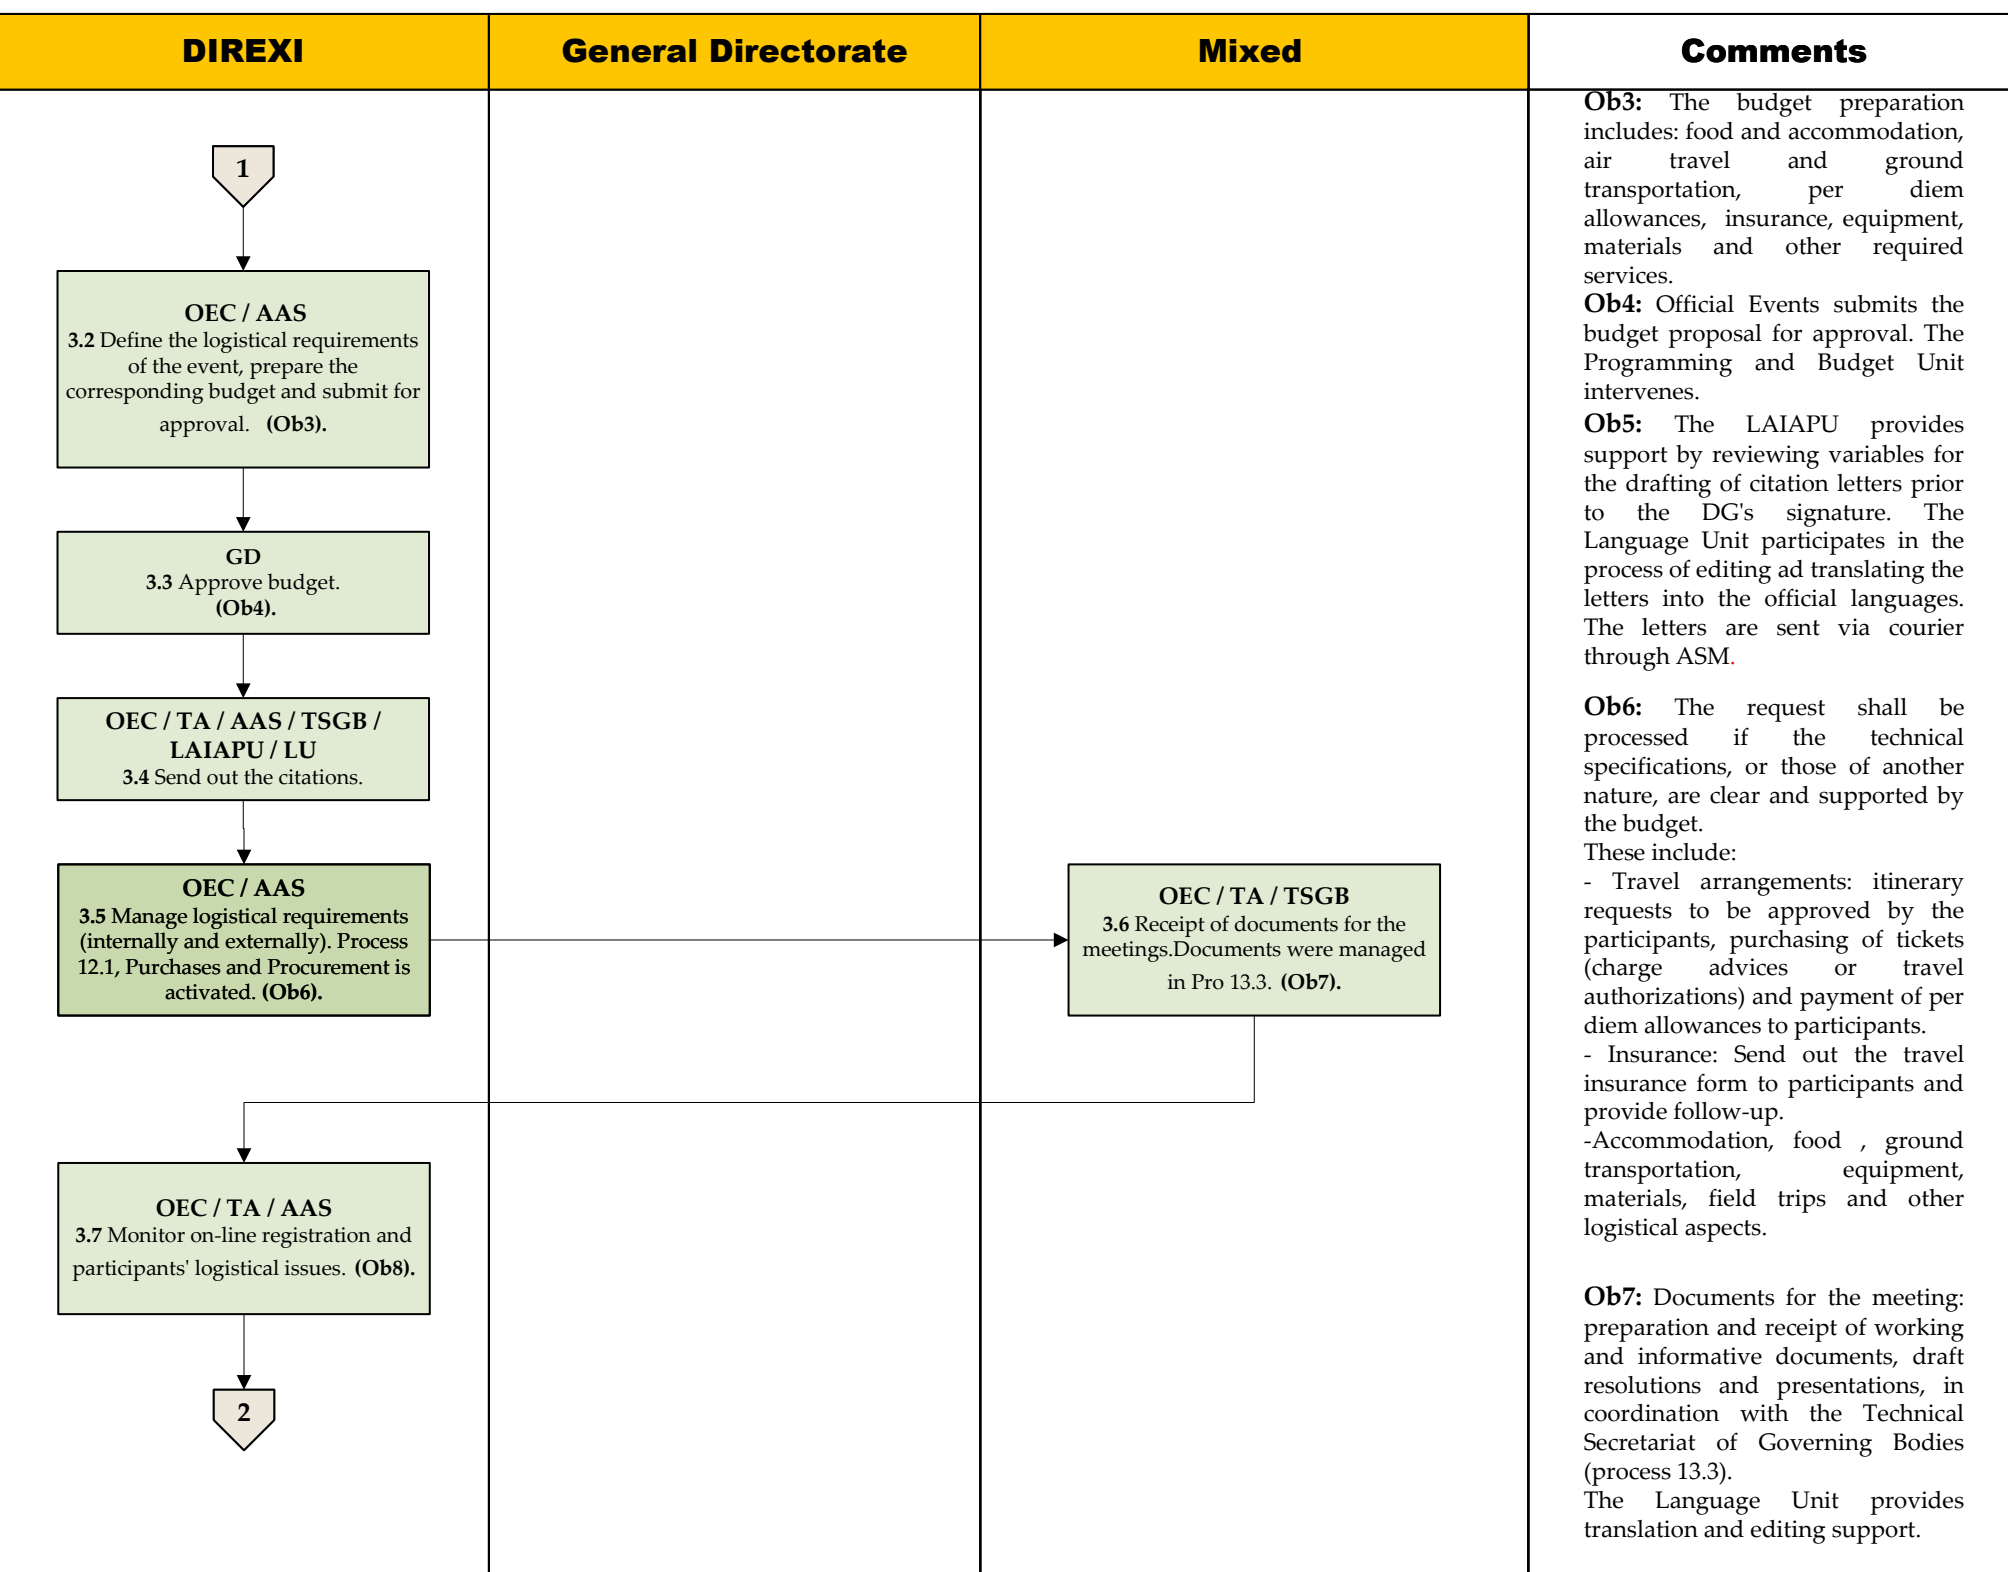 DIREXI
General Directorate
Mixed
Comments
1
OEC / AAS
3.2 Define the logistical requirements
of the event, prepare the
corresponding budget and submit for
approval. (Ob3).
GD
3.3 Approve budget.
(Ob4).
OEC / TA / AAS / TSGB /
LAIAPU / LU
3.4 Send out the citations.
OEC / AAS
3.5 Manage logistical requirements
(internally and externally). Process
12.1, Purchases and Procurement is
activated. (Ob6).
OEC / TA / TSGB
3.6 Receipt of documents for the
meetings.Documents were managed
in Pro 13.3. (Ob7).
OEC / TA / AAS
3.7 Monitor on-line registration and
participants' logistical issues. (Ob8).
2
Ob3: The budget preparation
includes: food and accommodation,
air travel and ground
transportation, per diem
allowances, insurance, equipment,
materials and other required
services.
Ob4: Official Events submits the
budget proposal for approval. The
Programming and Budget Unit
intervenes.
Ob5: The LAIAPU provides
support by reviewing variables for
the drafting of citation letters prior
to the DG's signature. The
Language Unit participates in the
process of editing ad translating the
letters into the official languages.
The letters are sent via courier
through ASM.
Ob6: The request shall be
processed if the technical
specifications, or those of another
nature, are clear and supported by
the budget.
These include:
- Travel arrangements: itinerary
requests to be approved by the
participants, purchasing of tickets
(charge advices or travel
authorizations) and payment of per
diem allowances to participants.
- Insurance: Send out the travel
insurance form to participants and
provide follow-up.
-Accommodation, food , ground
transportation, equipment,
materials, field trips and other
logistical aspects.
Ob7: Documents for the meeting:
preparation and receipt of working
and informative documents, draft
resolutions and presentations, in
coordination with the Technical
Secretariat of Governing Bodies
(process 13.3).
The Language Unit provides
translation and editing support.